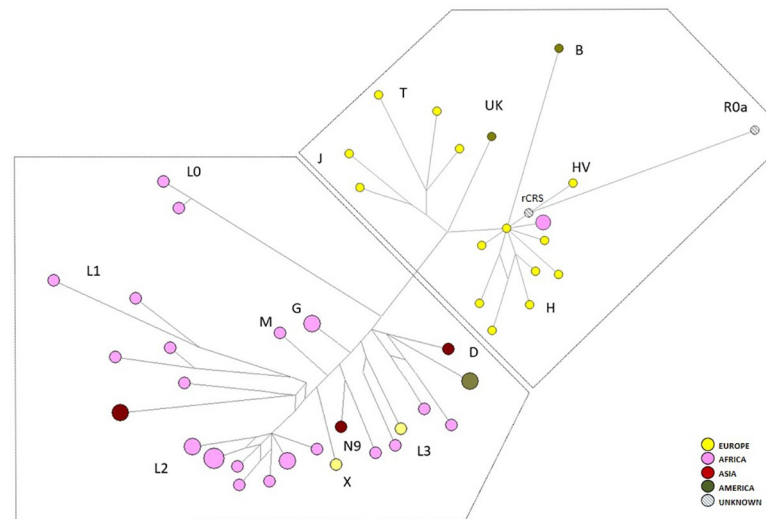 B
T
UK
R0a
J
HV
L0
rCRS
L1
G
M
H
D
N9
L3
L2
X
EUROPE
AFRICA
ASIA
AMERICA
UNKNOWN